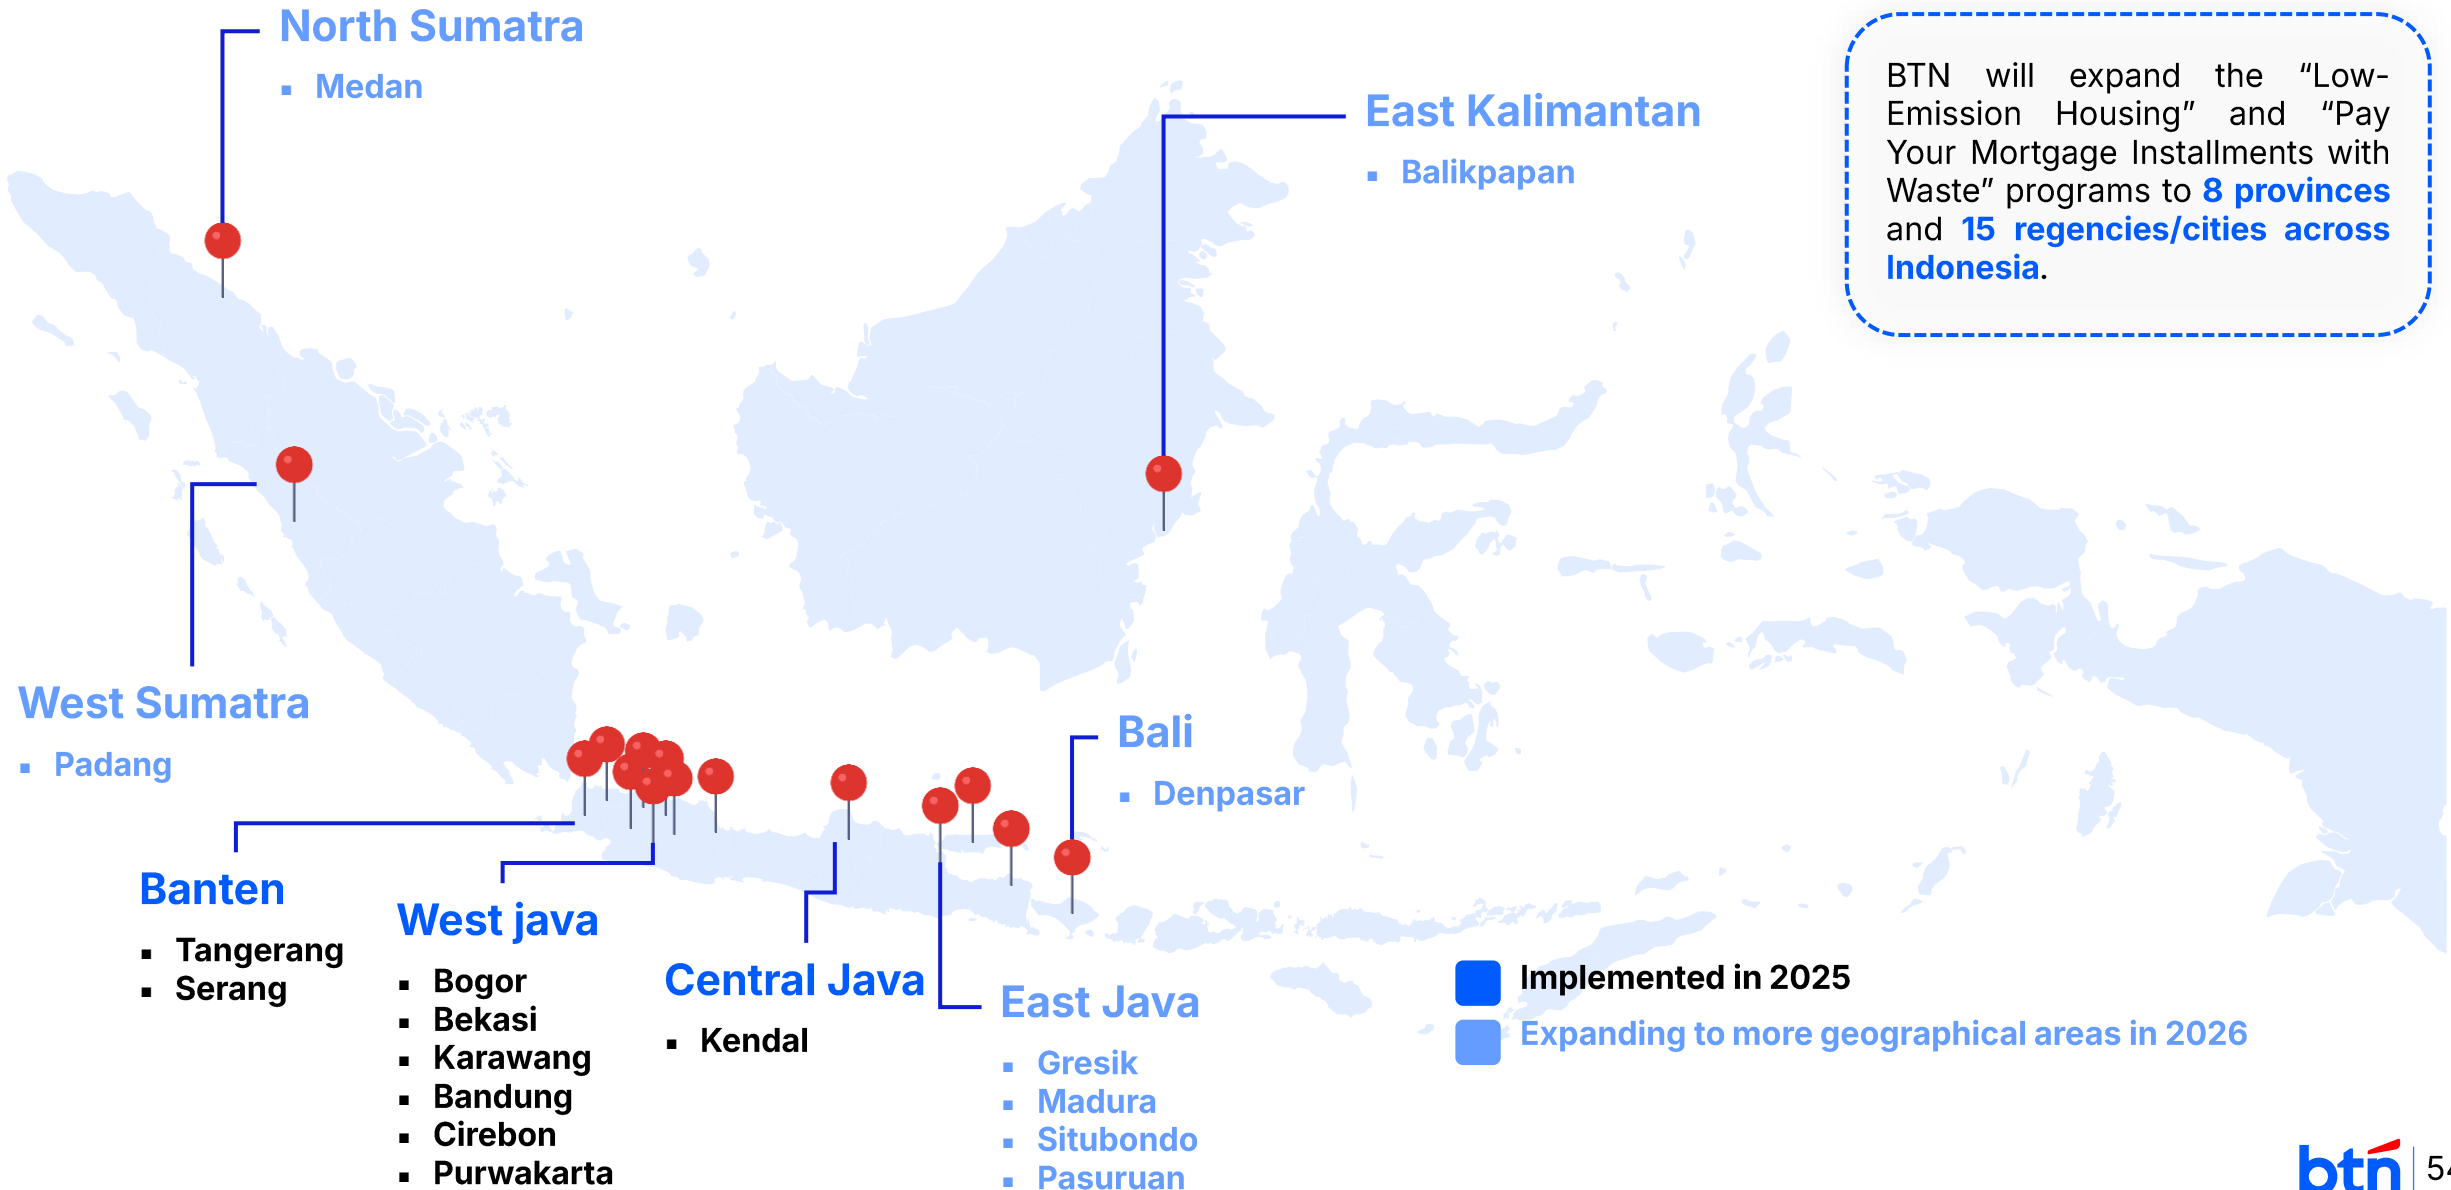 North Sumatra
▪ Medan
East Kalimantan
▪ Balikpapan
BTN will expand the “Low-
Emission Housing” and “Pay
Your Mortgage Installments with
Waste” programs to 8 provinces
and 15 regencies/cities across
Indonesia.
West Sumatra
▪ Padang
Bali
▪ Denpasar
Banten
▪ Tangerang
▪ Serang
West java
▪ Bogor
▪ Bekasi
▪ Karawang
▪ Bandung
▪ Cirebon
▪ Purwakarta
Central Java
▪ Kendal
East Java
▪ Gresik
▪ Madura
▪ Situbondo
▪ Pasuruan
Implemented in 2025
Expanding to more geographical areas in 2026
btn